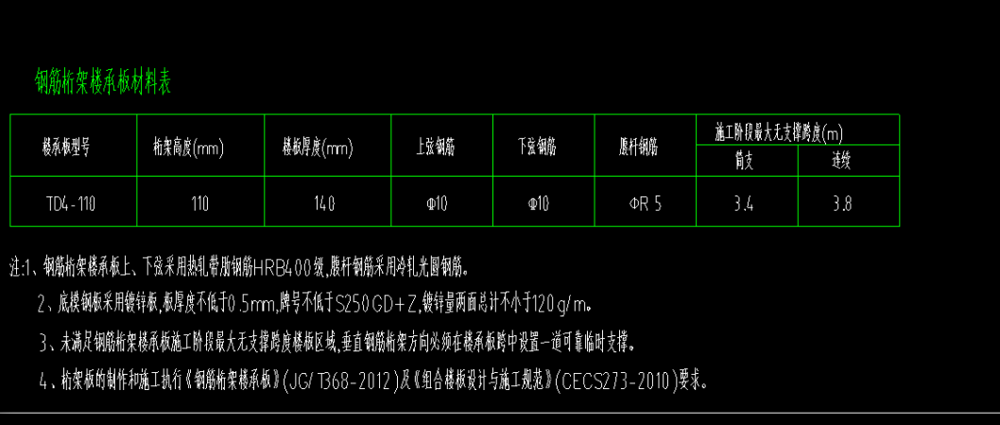 钢筋桁架楼承板材料表
楼承板型号 桁架高度(mm) 楼板厚度(mm) 上弦钢筋 下弦钢筋 腹杆钢筋 施工阶段最大无支撑跨度(m)
简支 连续
TD4-110 110 140 Φ10 Φ10 ΦR 5 3.4 3.8
注:1、钢筋桁架楼承板上、下弦采用热轧带肋钢筋HRB400级,腹杆钢筋采用冷轧光圆钢筋。
2、底模钢板采用镀锌板,板厚度不低于0.5mm,牌号不低于S250GD+Z,镀锌量两面总计不小于120g/m。
3、未满足钢筋桁架楼承板施工阶段最大无支撑跨度楼板区域,垂直钢筋桁架方向必须在楼承板跨中设置一道可靠临时支撑。
4、桁架板的制作和施工执行《钢筋桁架楼承板》(JG/T368-2012)及《组合楼板设计与施工规范》(CECS273-2010)要求。